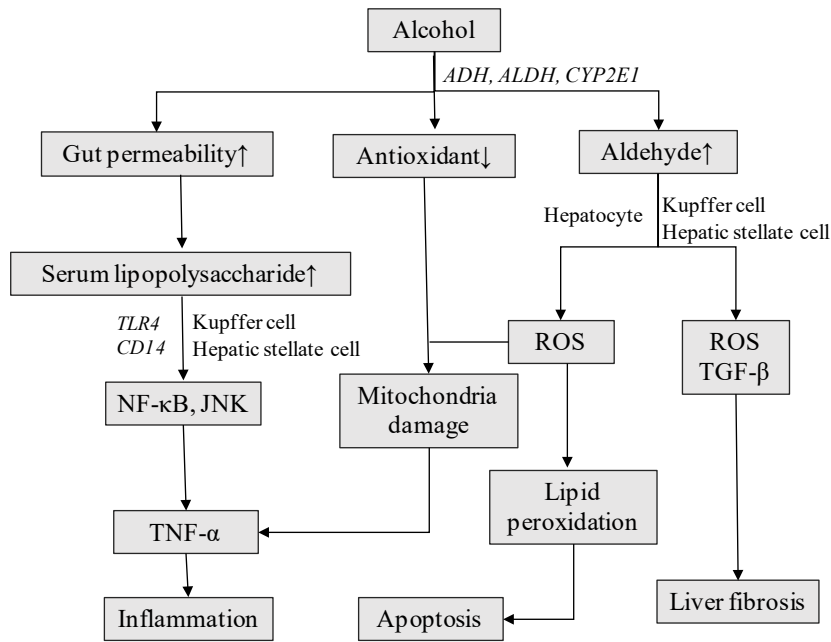 Alcohol
ADH, ALDH, CYP2E1
Gut permeability↑
Antioxidant↓
Aldehyde↑
Hepatocyte
Kupffer cell
Hepatic stellate cell
Serum lipopolysaccharide↑
TLR4
CD14
Kupffer cell
Hepatic stellate cell
ROS
ROS
TGF-β
NF-κB, JNK
Mitochondria
damage
Lipid
peroxidation
TNF-α
Inflammation
Apoptosis
Liver fibrosis